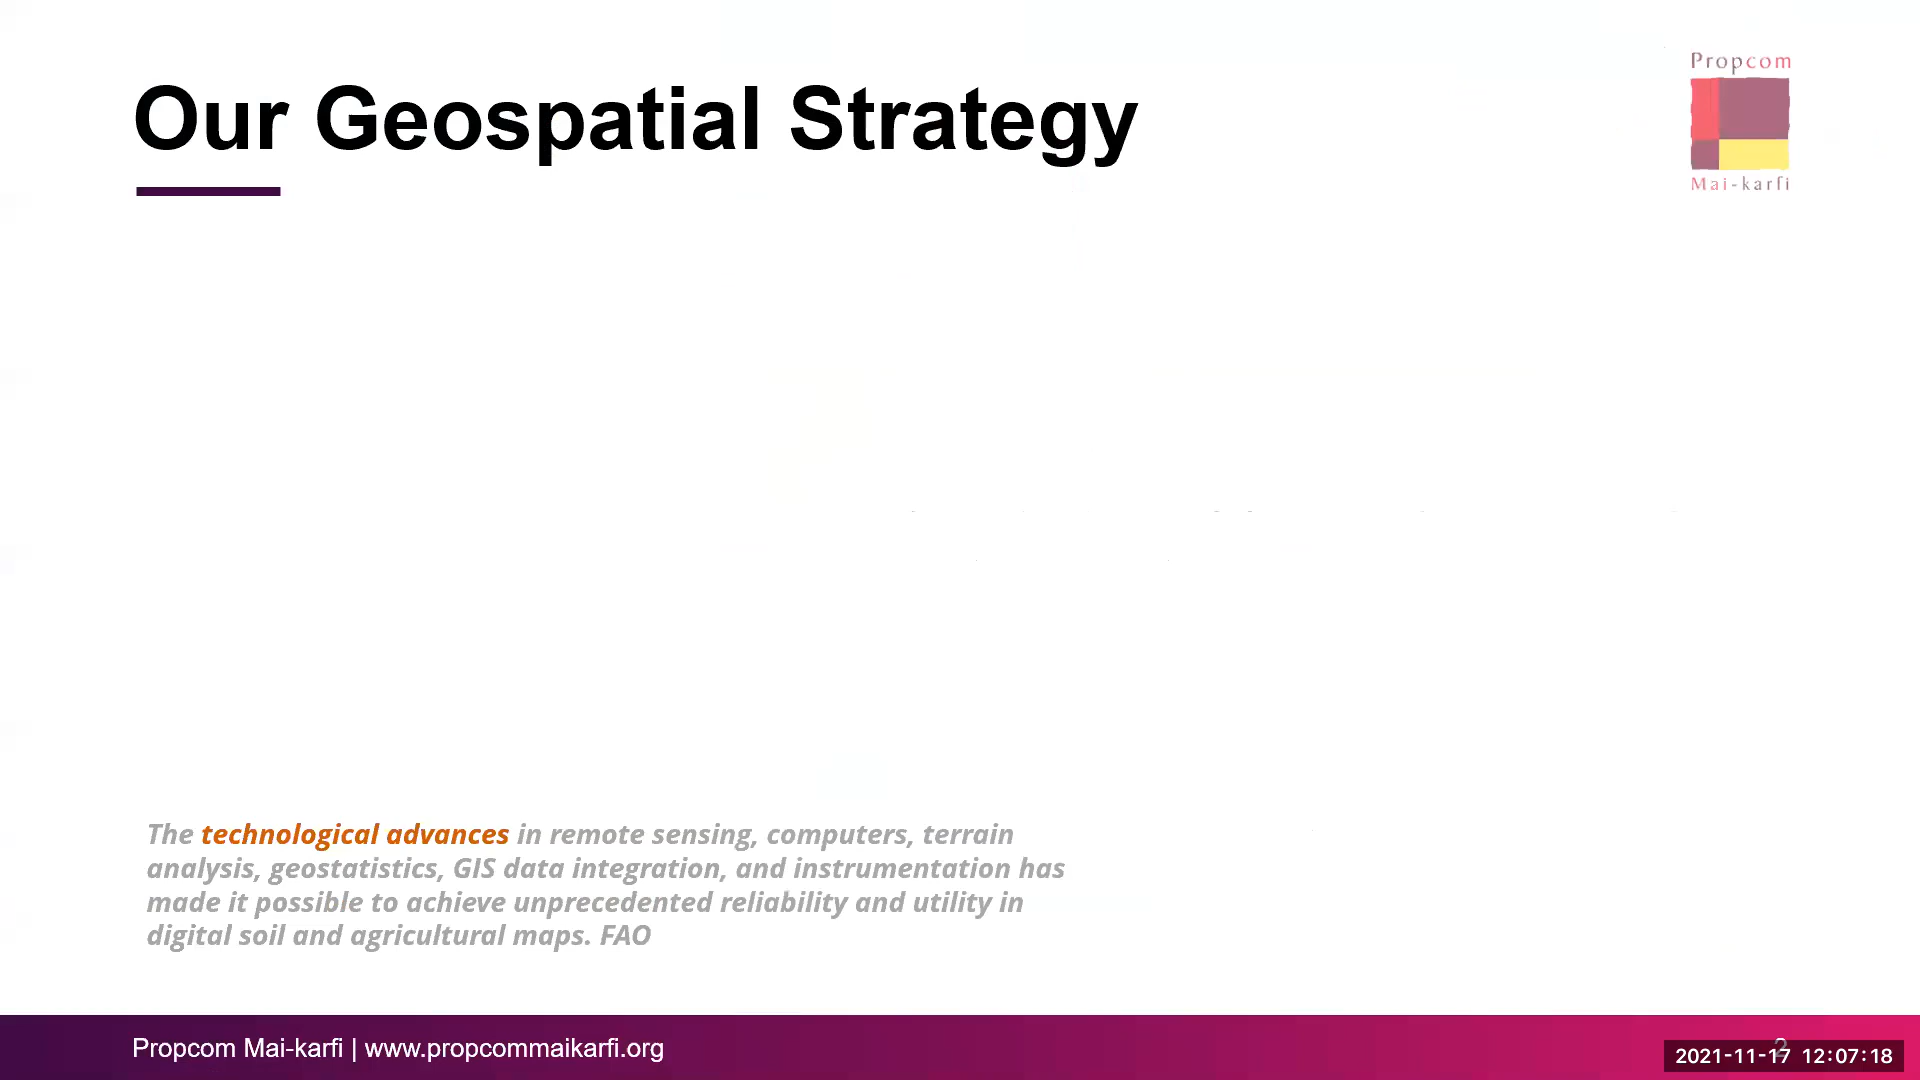 Propcom
Our Geospatial Strategy
Mai-karfi
The technological advances in remote sensing, computers, terrain
analysis, geostatistics, GIS data integration, and instrumentation has
made it possible to achieve unprecedented reliability and utility in
digital soil and agricultural maps. FAO
Propcom Mai-karfi | www.propcommaikarfi.org
2
2021-11-17 12:07:18